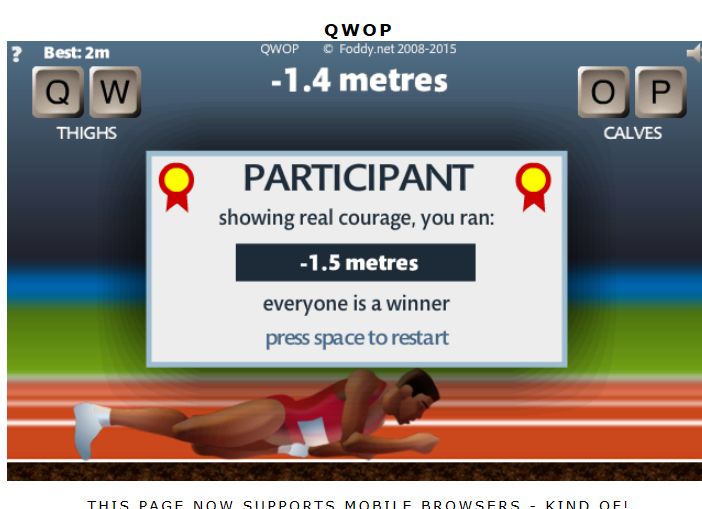 QWOP
? Best: 2m QWOP © Foddy.net 2008-2015
-1.4 metres
Q W O P
THIGHS CALVES
PARTICIPANT
showing real courage, you ran:
-1.5 metres
everyone is a winner
press space to restart
THIS PAGE NOW SUPPORTS MOBILE BROWSERS - KIND OF!